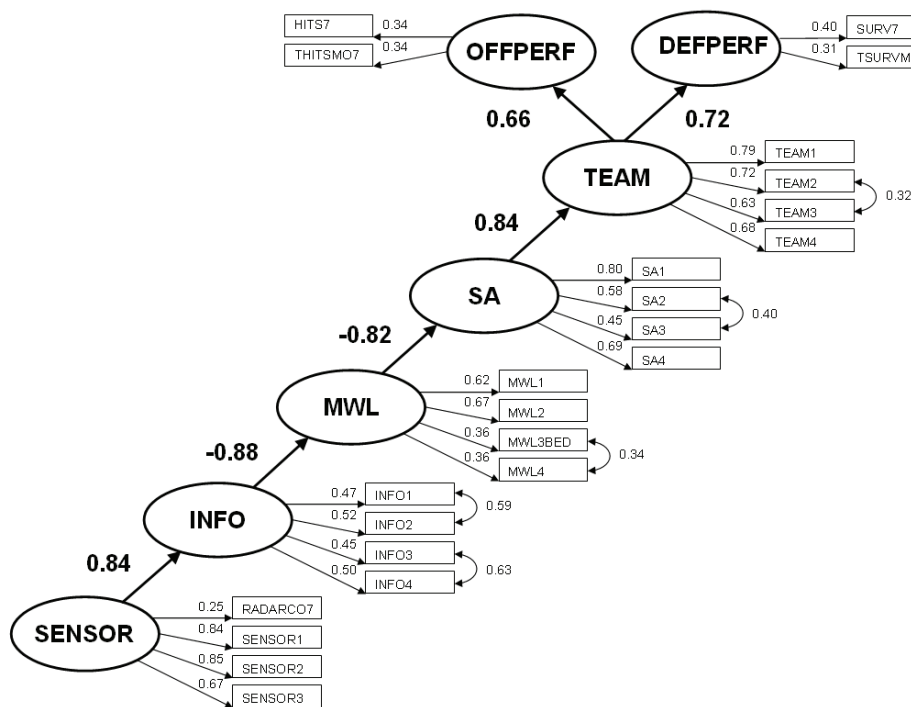 HITS7
0.34
THITSMO7
0.34
OFFPERF
DEFPERF
0.40
SURV7
0.31
TSURVM
0.66
0.72
TEAM
0.79
TEAM1
0.72
TEAM2
0.63
TEAM3
0.68
TEAM4
0.32
0.84
SA
0.80
SA1
0.58
SA2
0.45
SA3
0.69
SA4
0.40
-0.82
MWL
0.62
MWL1
0.67
MWL2
0.36
MWL3BED
0.36
MWL4
0.34
-0.88
INFO
0.47
INFO1
0.52
INFO2
0.45
INFO3
0.50
INFO4
0.59
0.63
0.84
SENSOR
0.25
RADARCO7
0.84
SENSOR1
0.85
SENSOR2
0.67
SENSOR3